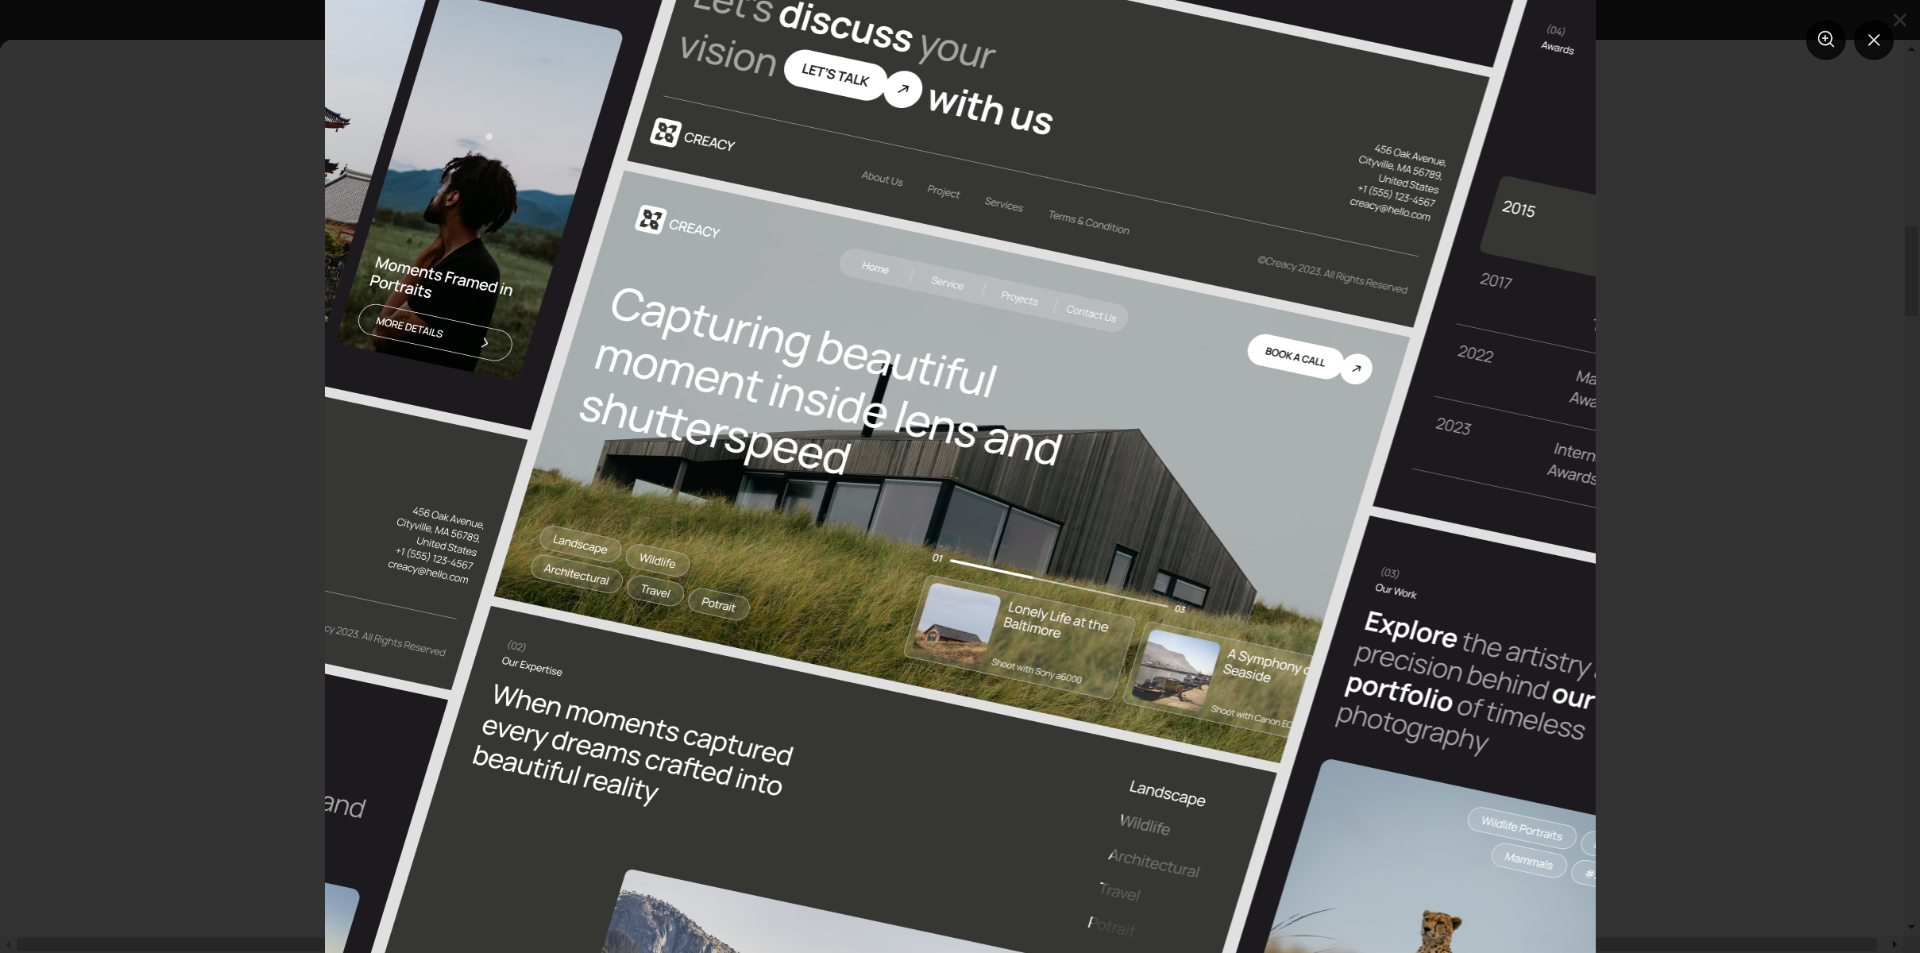 Let's discuss your
vision LET'S TALK with us
CREACY
About Us Project Services Terms & Condition
456 Oak Avenue,
Cityville, MA 56789,
United States
+1 (555) 123-4567
creacy@hello.com
©Creacy 2023. All Rights Reserved
Moments Framed in
Portraits
MORE DETAILS
CREACY
Home Service Projects Contact Us
BOOK A CALL
Capturing beautiful
moment inside lens and
shutterspeed
Landscape Wildlife
Architectural Travel Potrait
01
03
Lonely Life at the
Baltimore
Shoot with Sony a6000
A Symphony
Seaside
Shoot with Canon
456 Oak Avenue,
Cityville, MA 56789,
United States
+1 (555) 123-4567
creacy@hello.com
cy 2023. All Rights Reserved
and
(02)
Our Expertise
When moments captured
every dreams crafted into
beautiful reality
Landscape
Wildlife
Architectural
Travel
Potrait
(04)
Awards
2015
2017
2022
Ma
Awa
2023
Intern
Awards
(03)
Our Work
Explore the artistry
precision behind our
portfolio of timeless
photography
Wildlife Portraits
Mammals
#